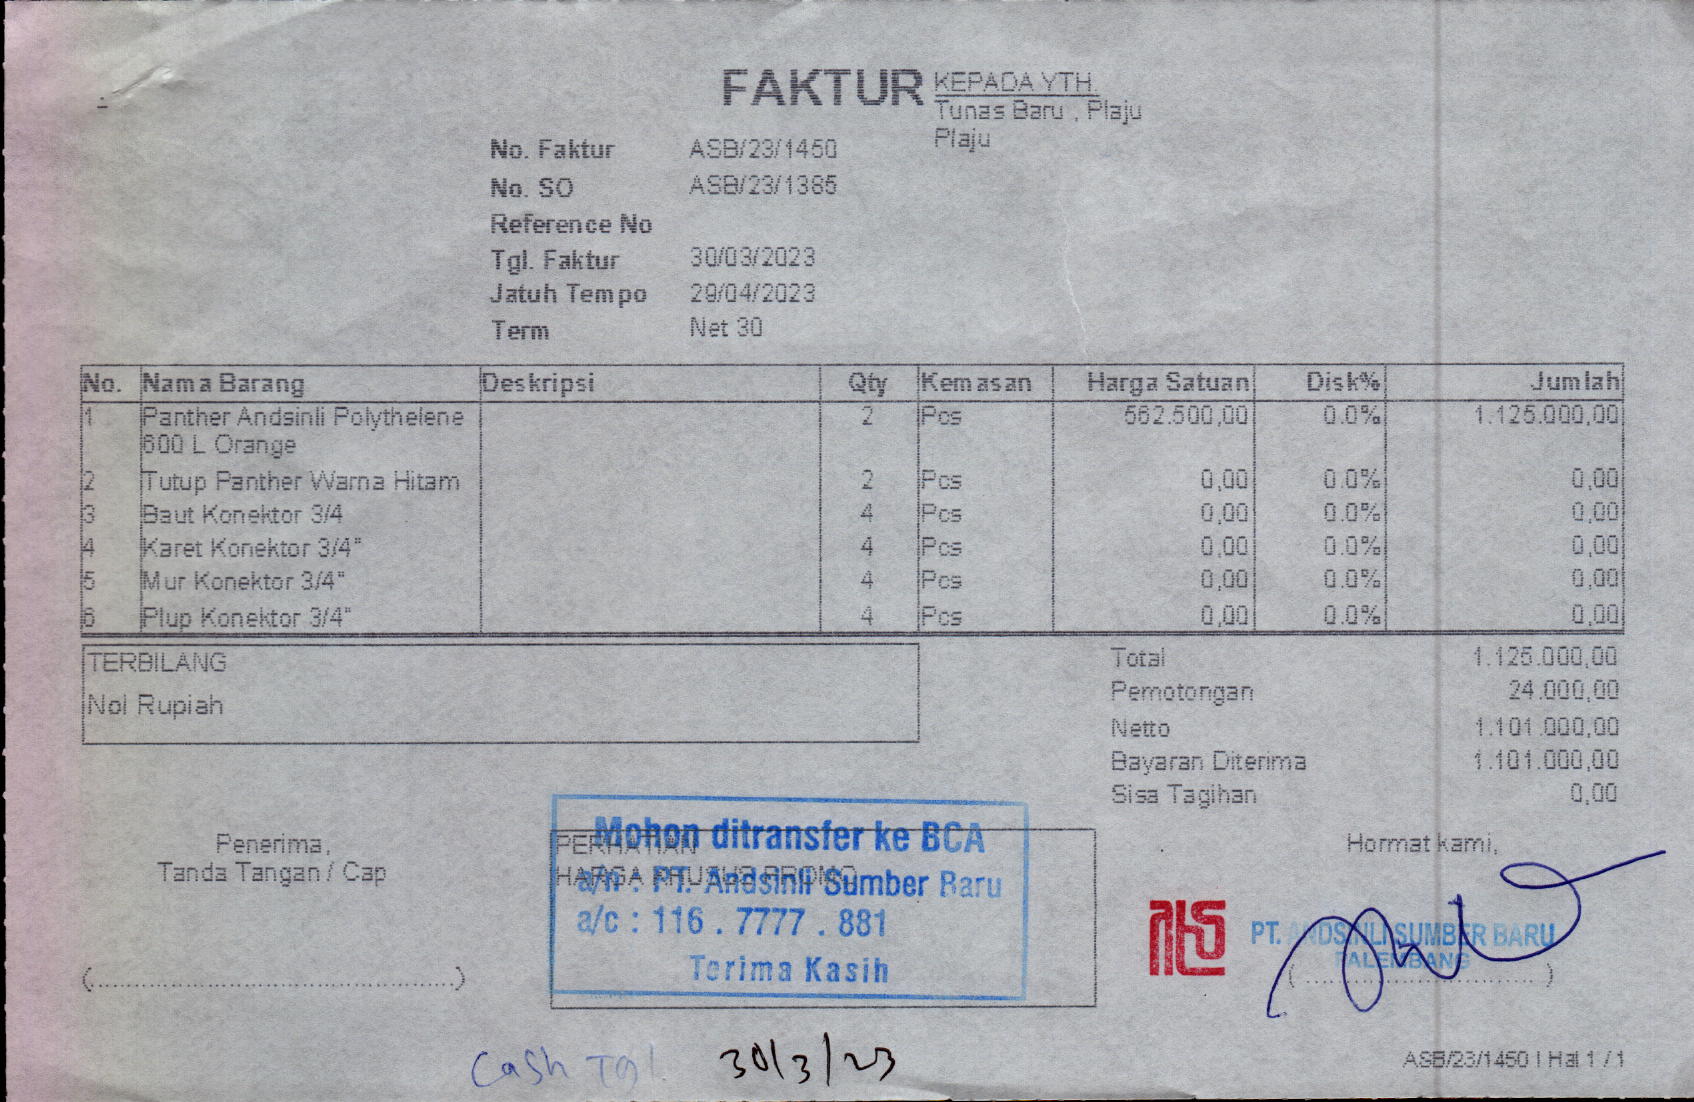 FAKTUR
KEPADA YTH.
Tunas Baru , Plaju
Plaju
No. Faktur ASB/23/1450
No. SO ASB/23/1385
Reference No
Tgl. Faktur 30/03/2023
Jatuh Tempo 29/04/2023
Term Net 30
No. Nama Barang Deskripsi Qty Kemasan Harga Satuan Disk% Jumlah
1 Panther Andsinli Polythelene 2 Pcs 562.500,00 0.0% 1.125.000,00
600 L Orange
2 Tutup Panther Warna Hitam 2 Pcs 0,00 0.0% 0,00
3 Baut Konektor 3/4 4 Pcs 0,00 0.0% 0,00
4 Karet Konektor 3/4" 4 Pcs 0,00 0.0% 0,00
5 Mur Konektor 3/4" 4 Pcs 0,00 0.0% 0,00
6 Plup Konektor 3/4" 4 Pcs 0,00 0.0% 0,00
TERBILANG
Nol Rupiah
Total 1.125.000,00
Pemotongan 24.000,00
Netto 1.101.000,00
Bayaran Diterima 1.101.000,00
Sisa Tagihan 0,00
Penerima,
Tanda Tangan / Cap
PERHATIAN
HARGA KHUSUS PROMO
Mohon ditransfer ke BCA
a/n : PT. Andsinli Sumber Baru
a/c : 116 . 7777 . 881
Terima Kasih
Hormat kami,
PT. ANDSINLI SUMBER BARU
PALEMBANG
Cash Tgl 30/3/23
ASB/23/1450 | Hal 1 / 1